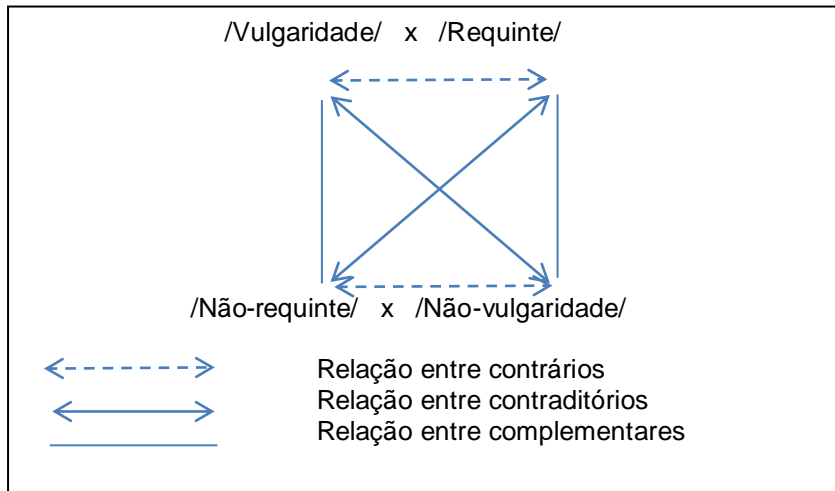 /Vulgaridade/ x /Requinte/
/Não-requinte/ x /Não-vulgaridade/
Relação entre contrários
Relação entre contraditórios
Relação entre complementares